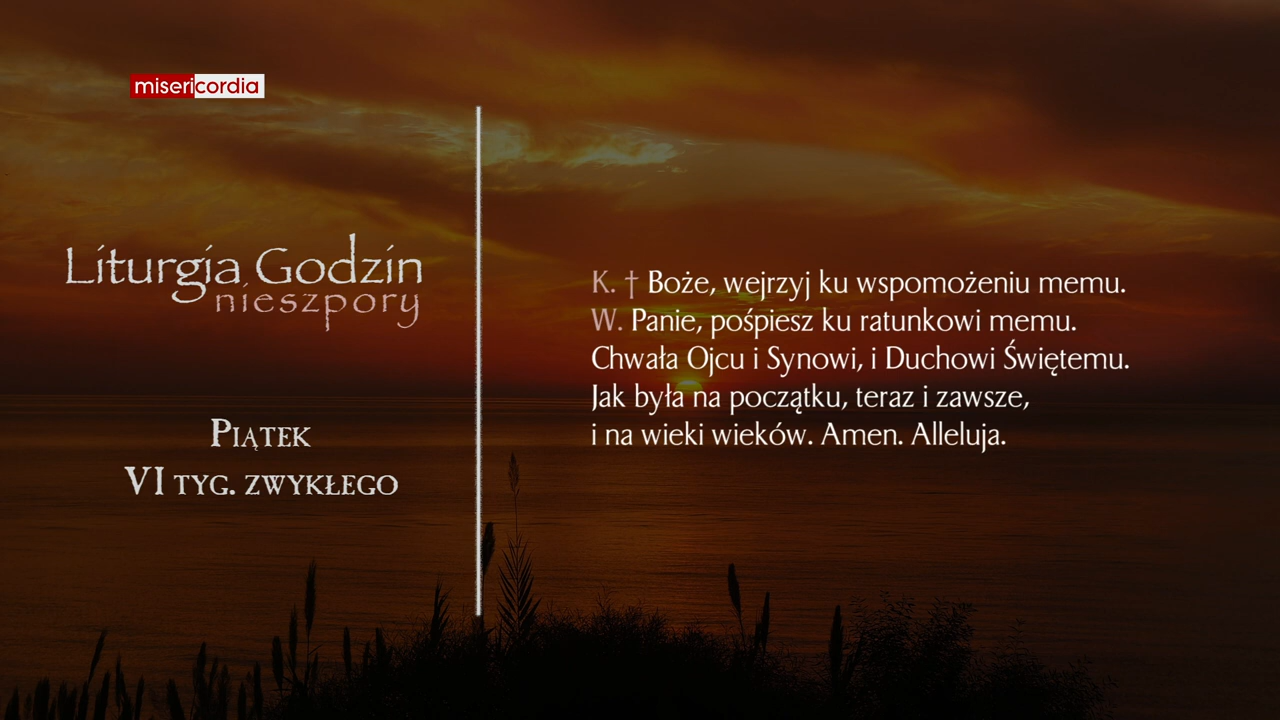 misericordia
Liturgia Godzin
nieszpory
Piątek
VI tyg. zwykłego
K. † Boże, wejrzyj ku wspomożeniu memu.
W. Panie, pośpiesz ku ratunkowi memu.
Chwała Ojcu i Synowi, i Duchowi Świętemu.
Jak była na początku, teraz i zawsze,
i na wieki wieków. Amen. Alleluja.